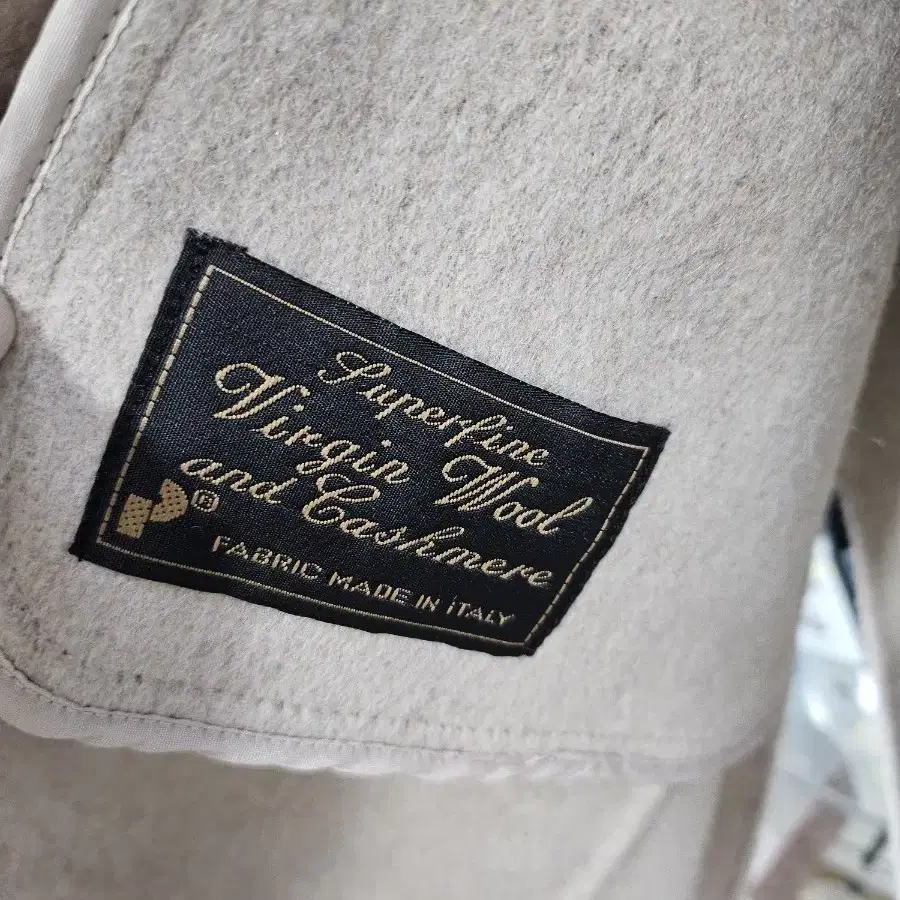 Superfine
Virgin Wool
and Cashmere
®
FABRIC MADE IN iTALY